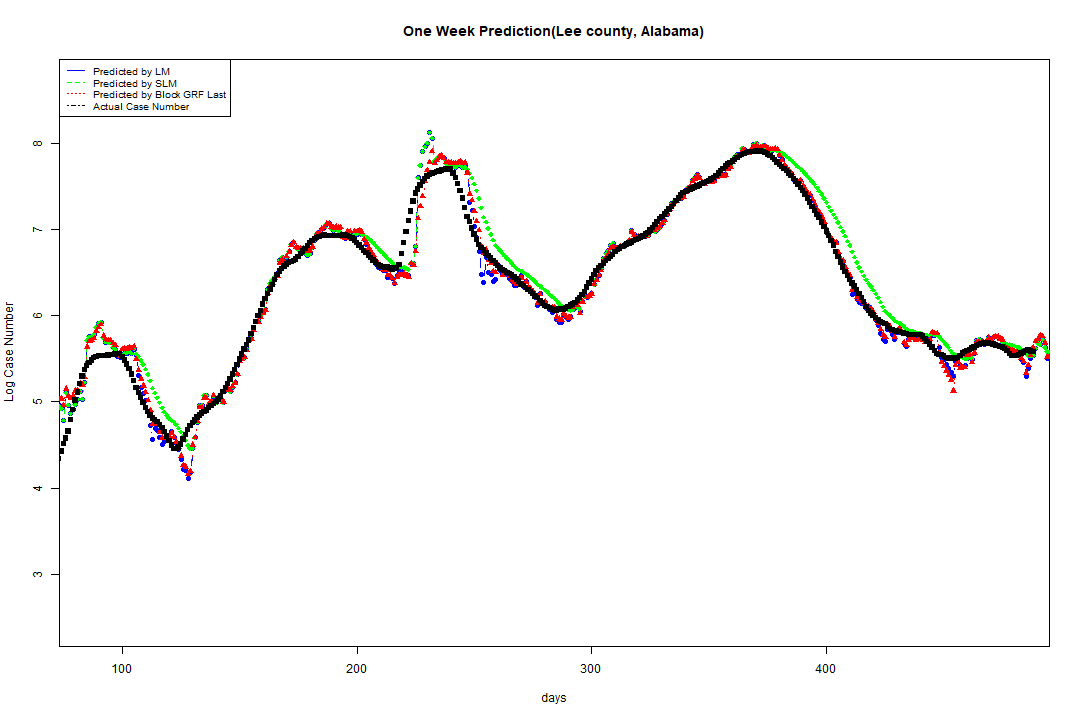 One Week Prediction(Lee county, Alabama)
Predicted by LM
Predicted by SLM
Predicted by Block GRF Last
Actual Case Number
8
7
6
5
4
3
Log Case Number
100 200 300 400
days